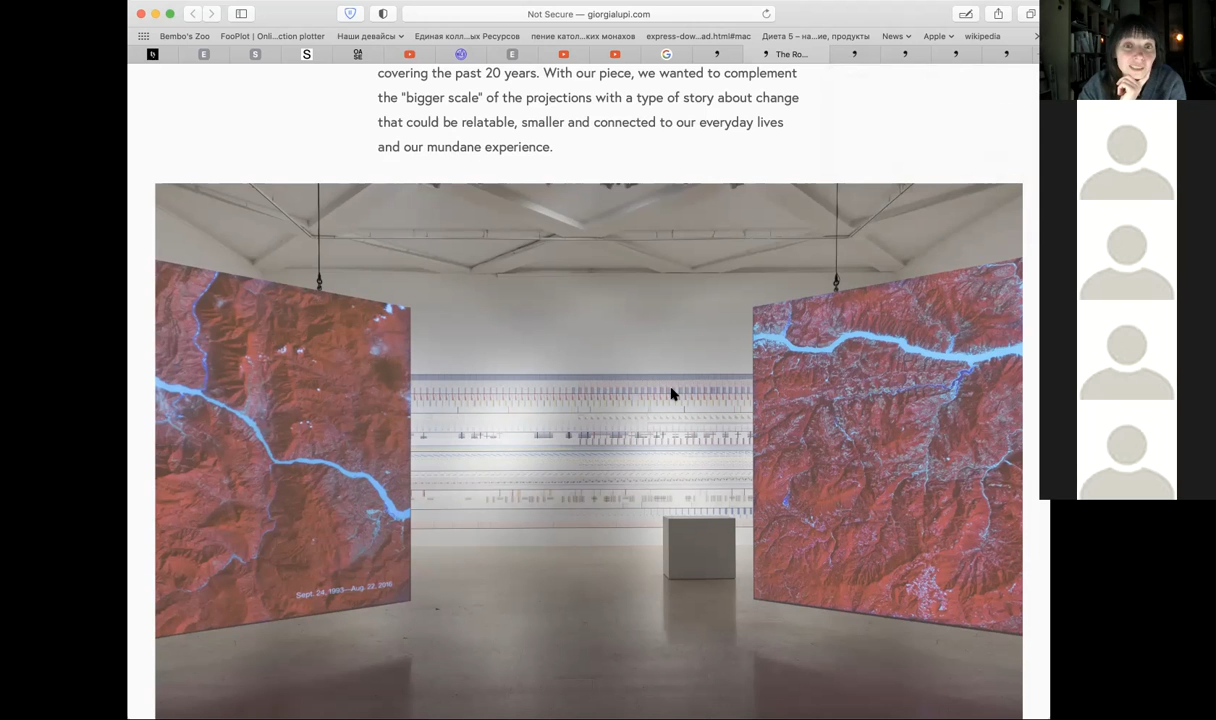 Not Secure — giorgialupi.com
Bembo's Zoo
FooPlot | Onli...ction plotter
Наши девайсы
Единая колл...ых Ресурсов
пение катол...ких монахов
express-dow...ad.html#mac
Диета 5 – на...ие, продукты
News
Apple
wikipedia
The Ro...
covering the past 20 years. With our piece, we wanted to complement
the "bigger scale" of the projections with a type of story about change
that could be relatable, smaller and connected to our everyday lives
and our mundane experience.
Sept. 24, 1993—Aug. 22, 2016